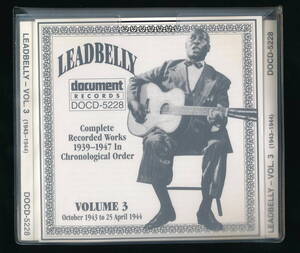 LEADBELLY - VOL. 3 (1943-1944)
DOCD-5228
LEADBELLY
document
RECORDS
DOCD-5228
Complete
Recorded Works
1939-1947 In
Chronological Order
VOLUME 3
October 1943 to 25 April 1944
LEADBELLY - VOL. 3 (1943-1944)
DOCD-5228